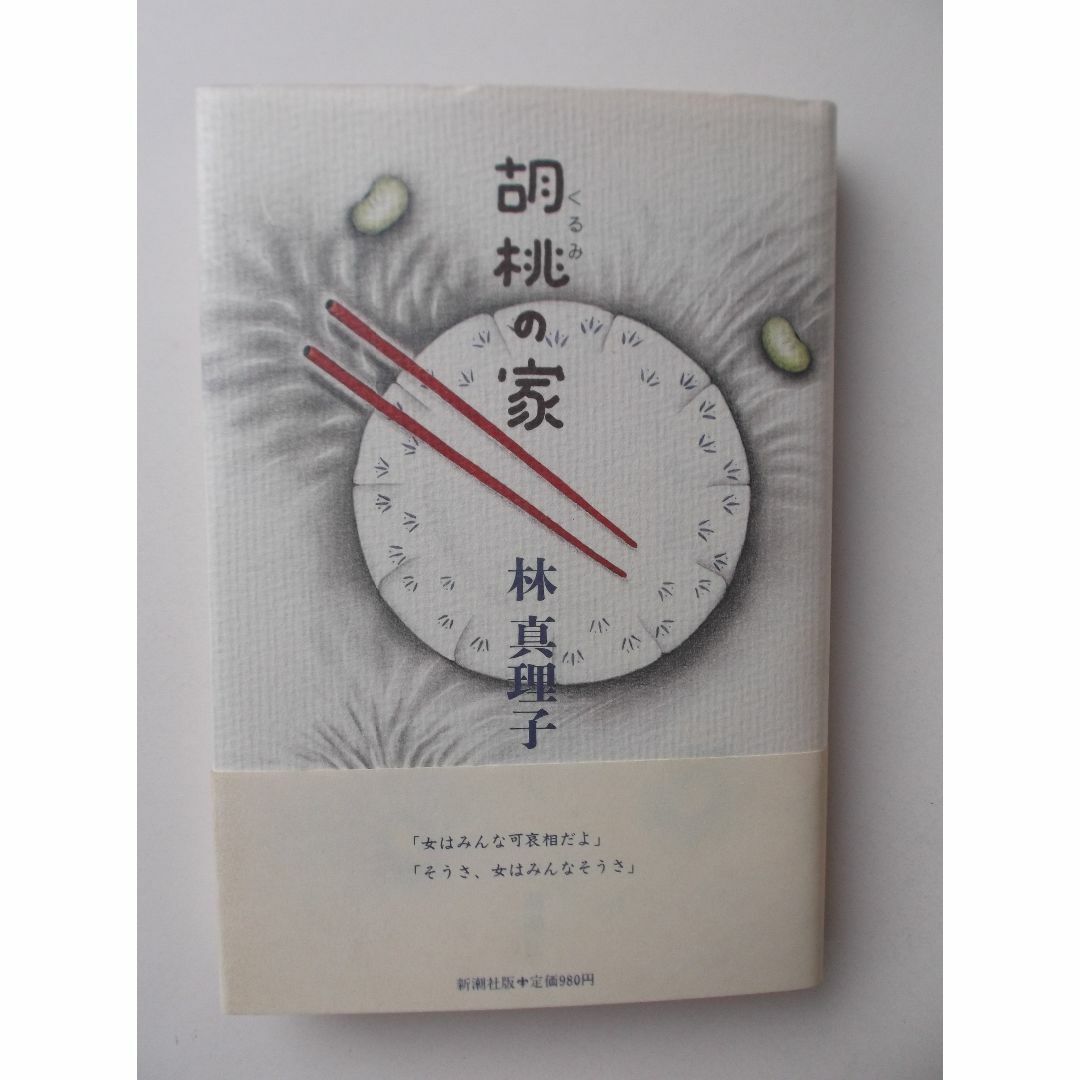 胡桃の家
くるみ
林真理子
「女はみんな可哀相だよ」
「そうさ、女はみんなそうさ」
新潮社版✚定価980円